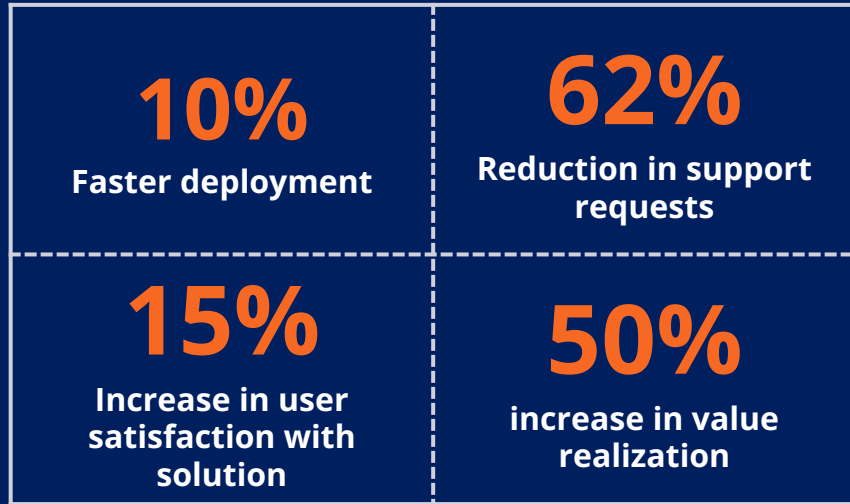 10%
Faster deployment
62%
Reduction in support
requests
15%
Increase in user
satisfaction with
solution
50%
increase in value
realization